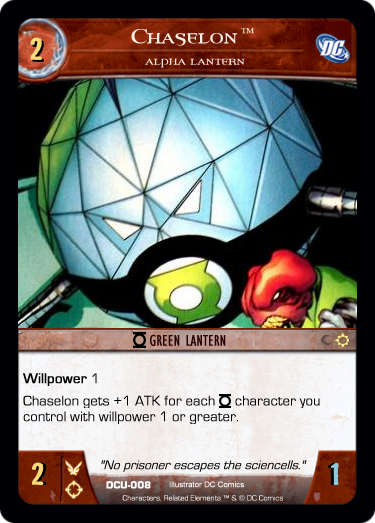 2
CHASELON™
ALPHA LANTERN
DC
GREEN LANTERN
Willpower 1
Chaselon gets +1 ATK for each character you
control with willpower 1 or greater.
"No prisoner escapes the sciencells."
2
1
DCU-008 Illustrator DC Comics
Characters, Related Elements ™ & © DC Comics